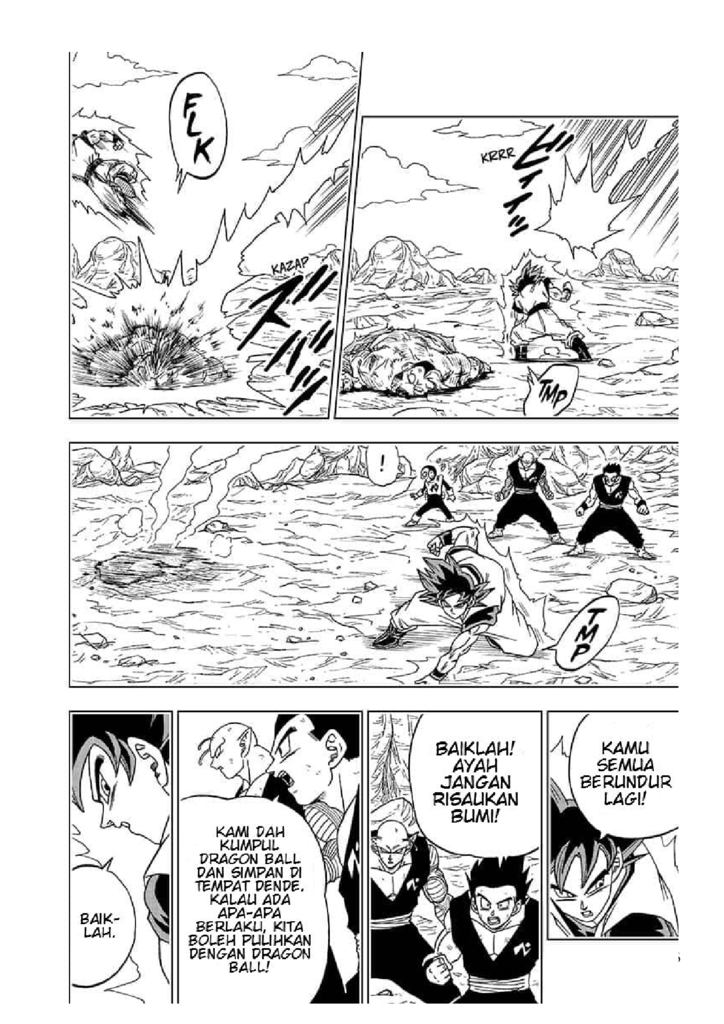 KRRR
TMP
FLK
KAZAP
!
TMP
KAMU
SEMUA
BERUNDUR
LAGI!
BAIKLAH!
AYAH
JANGAN
RISAUKAN
BUMI!
KAMI DAH
KUMPUL
DRAGON BALL
DAN SIMPAN DI
TEMPAT DENDE.
KALAU ADA
APA-APA
BERLAKU, KITA
BOLEH PULIHKAN
DENGAN DRAGON
BALL!
BAIK-
LAH.